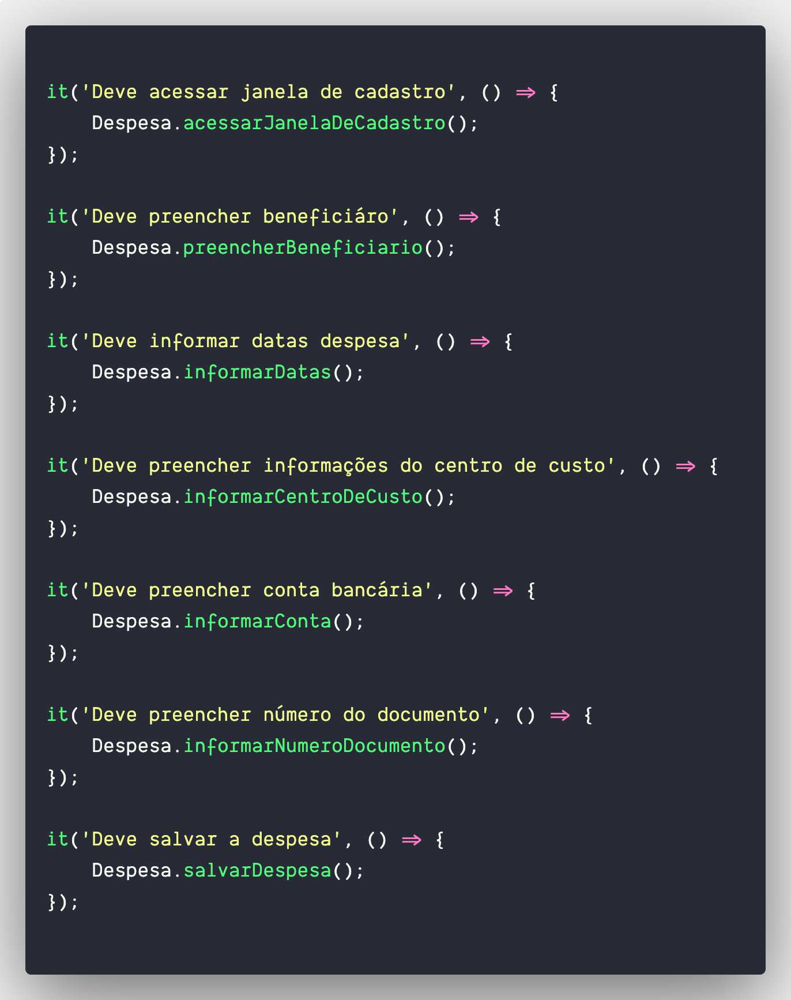 it('Deve acessar janela de cadastro', () => {
    Despesa.acessarJanelaDeCadastro();
});
it('Deve preencher beneficiáro', () => {
    Despesa.preencherBeneficiario();
});
it('Deve informar datas despesa', () => {
    Despesa.informarDatas();
});
it('Deve preencher informações do centro de custo', () => {
    Despesa.informarCentroDeCusto();
});
it('Deve preencher conta bancária', () => {
    Despesa.informarConta();
});
it('Deve preencher número do documento', () => {
    Despesa.informarNumeroDocumento();
});
it('Deve salvar a despesa', () => {
    Despesa.salvarDespesa();
});